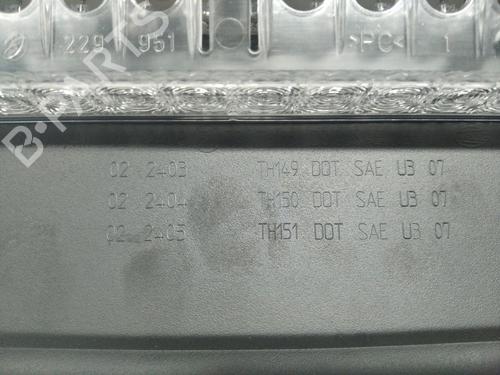 229 951 >PC< 1
02 2403 TH149 DOT SAE U3 07
02 2404 TH150 DOT SAE U3 07
02 2405 TH151 DOT SAE U3 07
B-PARTS